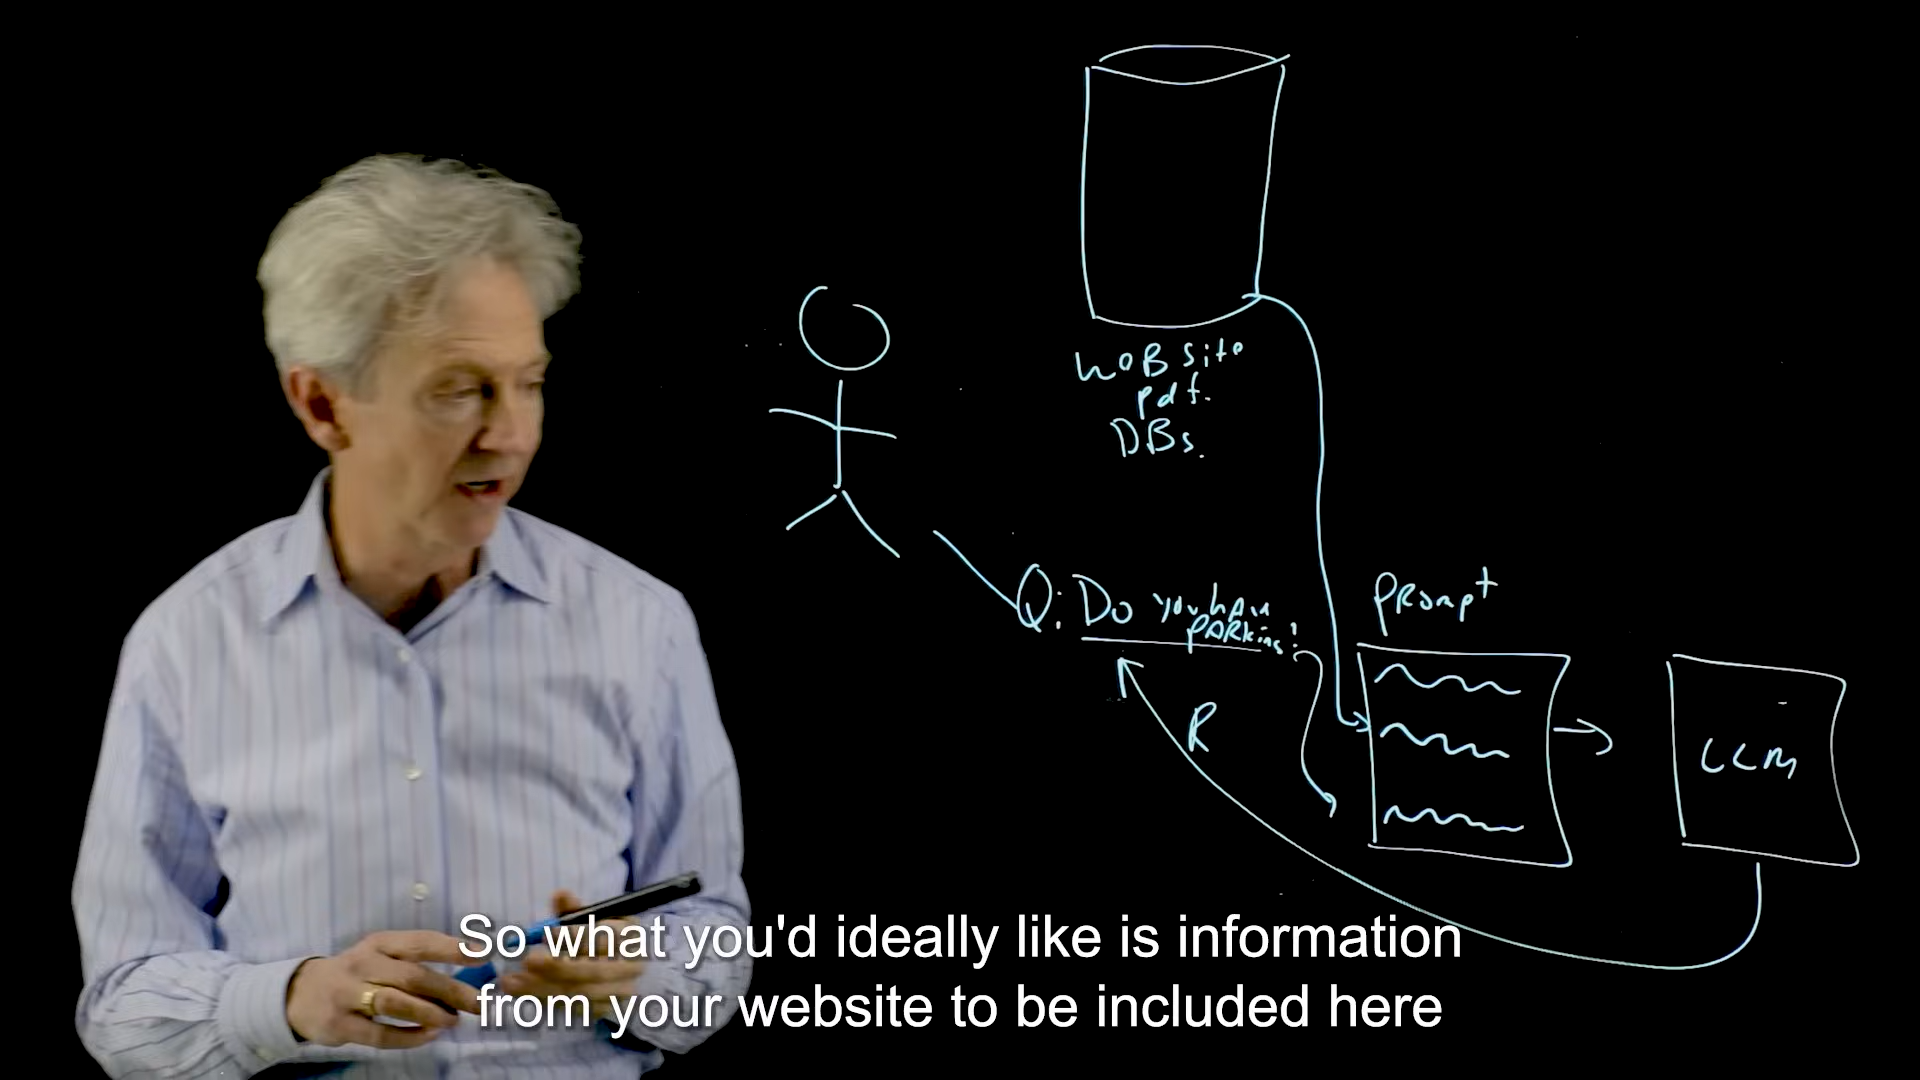 WeB site
pdf.
DBs.
Q: Do you have
PARKing?
PROmpt
R
LLM
So what you'd ideally like is information
from your website to be included here